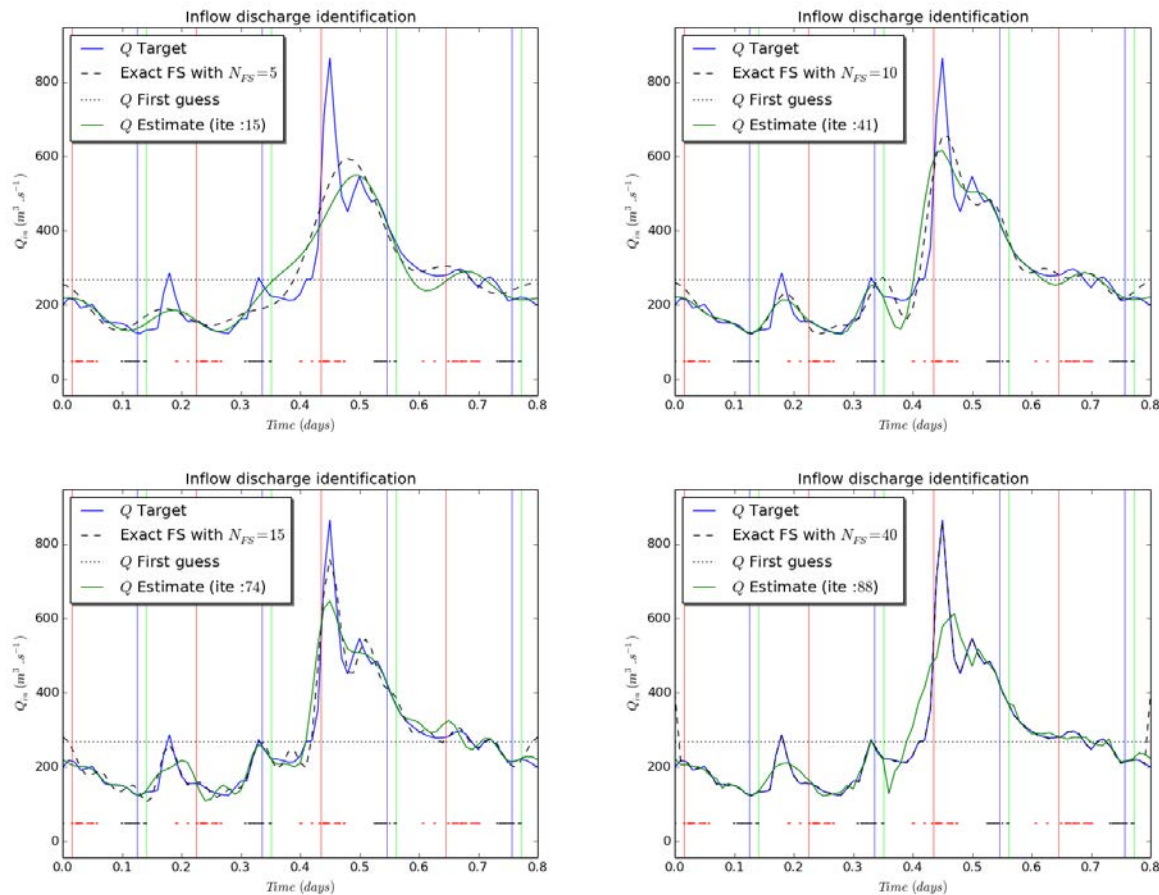 Inflow discharge identification
Q Target
Exact FS with N_FS=5
Q First guess
Q Estimate (ite :15)
Q_in (m³ .s⁻¹)
800
600
400
200
0
0.0 0.1 0.2 0.3 0.4 0.5 0.6 0.7 0.8
Time (days)
Inflow discharge identification
Q Target
Exact FS with N_FS=10
Q First guess
Q Estimate (ite :41)
Q_in (m³ .s⁻¹)
800
600
400
200
0
0.0 0.1 0.2 0.3 0.4 0.5 0.6 0.7 0.8
Time (days)
Inflow discharge identification
Q Target
Exact FS with N_FS=15
Q First guess
Q Estimate (ite :74)
Q_in (m³ .s⁻¹)
800
600
400
200
0
0.0 0.1 0.2 0.3 0.4 0.5 0.6 0.7 0.8
Time (days)
Inflow discharge identification
Q Target
Exact FS with N_FS=40
Q First guess
Q Estimate (ite :88)
Q_in (m³ .s⁻¹)
800
600
400
200
0
0.0 0.1 0.2 0.3 0.4 0.5 0.6 0.7 0.8
Time (days)